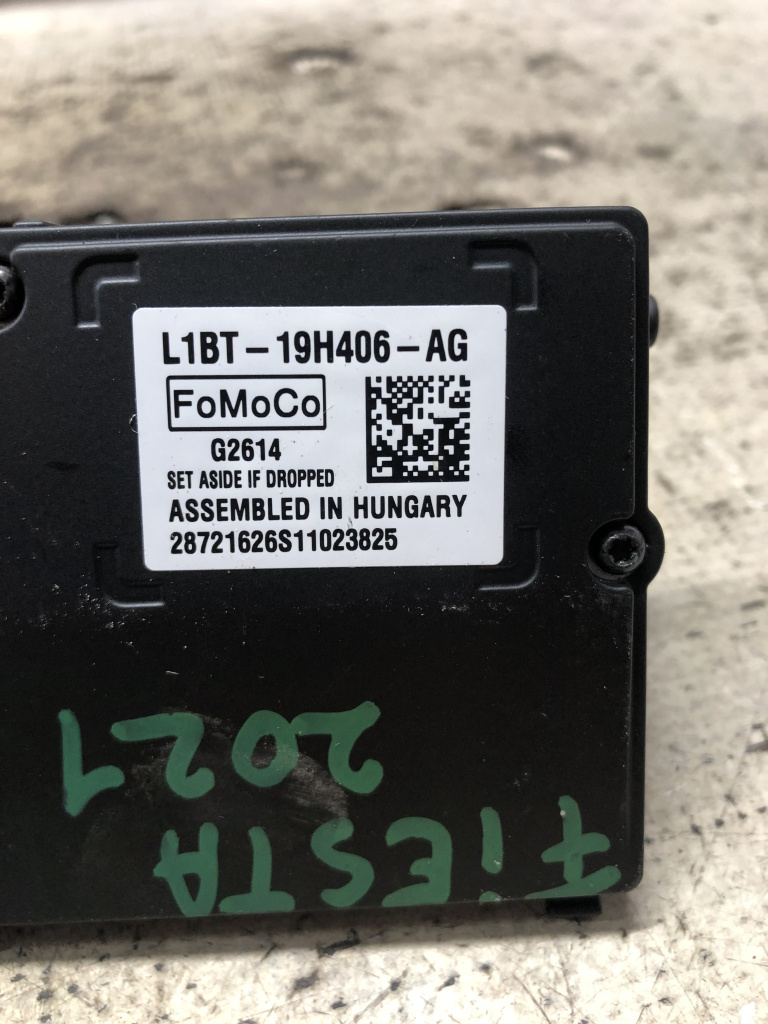 L1BT-19H406-AG
FoMoCo
G2614
SET ASIDE IF DROPPED
ASSEMBLED IN HUNGARY
28721626S11023825
FiESTA
2021